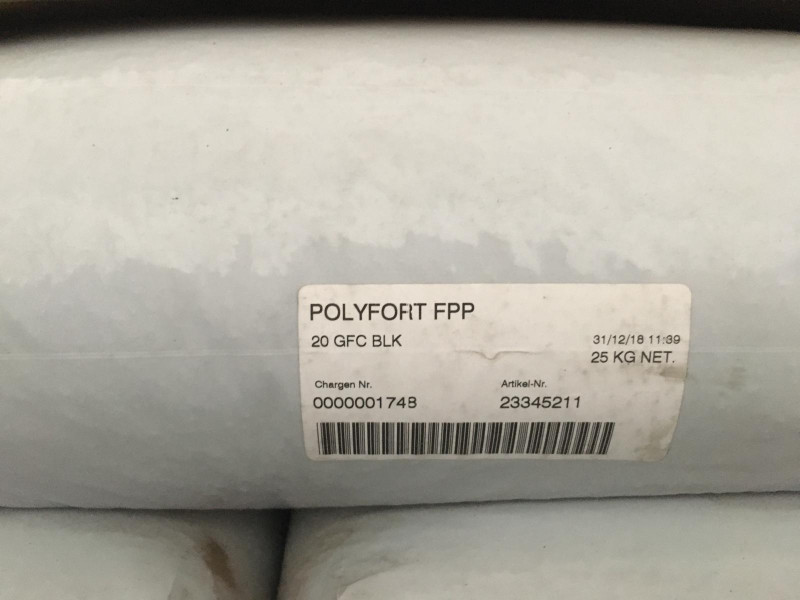 POLYFORT FPP
20 GFC BLK
31/12/18 11:39
25 KG NET.
Chargen Nr.
Artikel-Nr.
0000001748
23345211